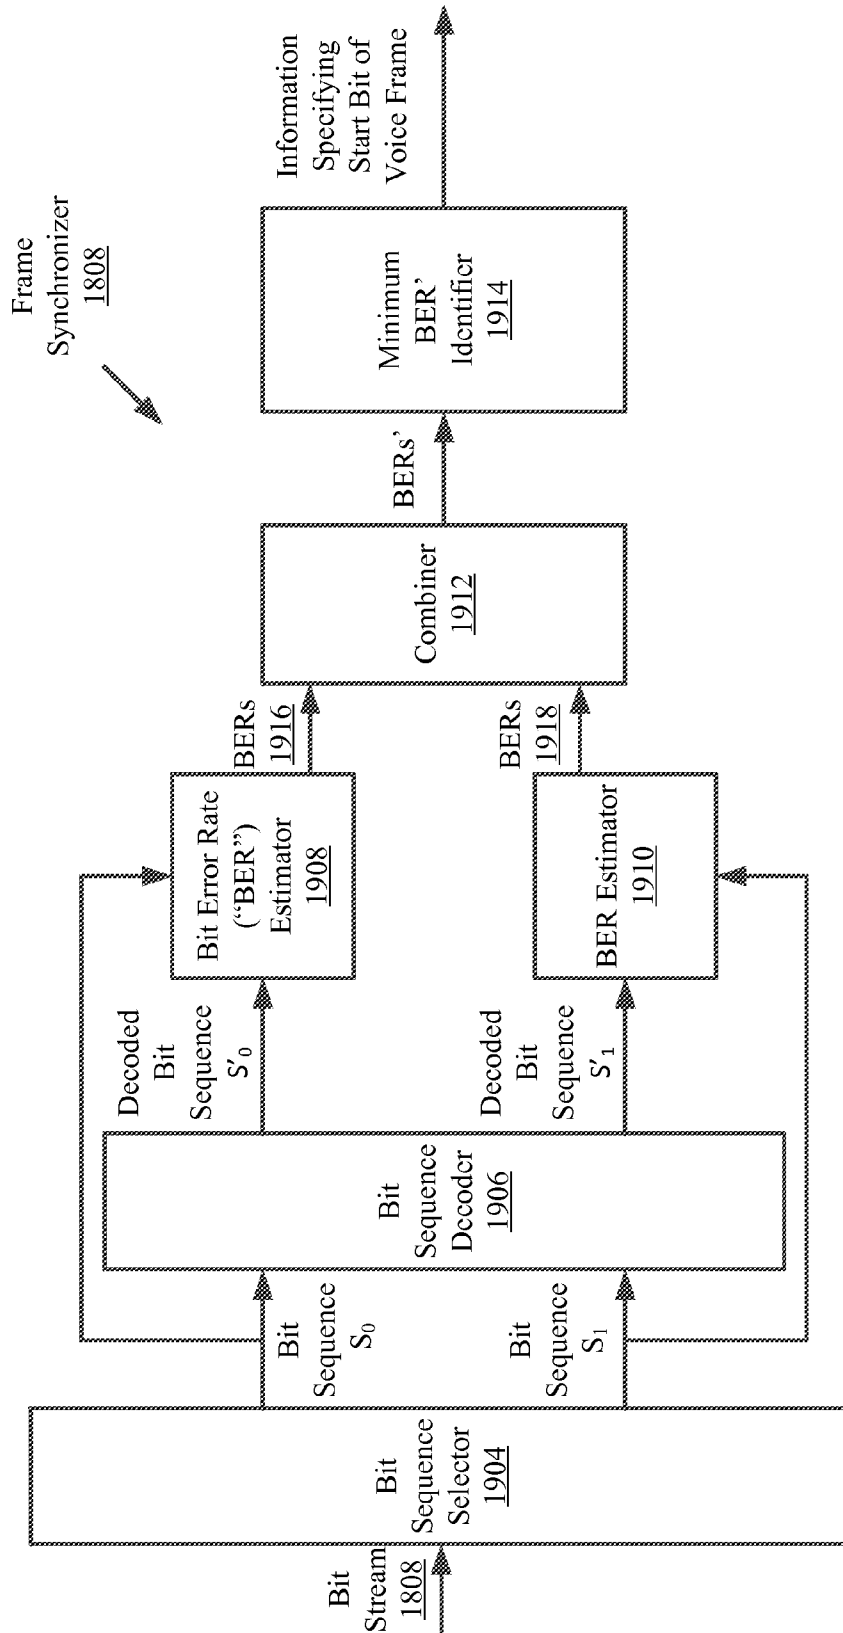 Frame
Synchronizer
1808
Bit
Stream
1808
Bit
Sequence
Selector
1904
Bit
Sequence
S₀
Bit
Sequence
S₁
Bit
Sequence
Decoder
1906
Decoded
Bit
Sequence
S'₀
Decoded
Bit
Sequence
S'₁
Bit Error Rate
(“BER”)
Estimator
1908
BER Estimator
1910
BERs
1916
BERs
1918
Combiner
1912
BERs’
Minimum
BER’
Identifier
1914
Information
Specifying
Start Bit of
Voice Frame